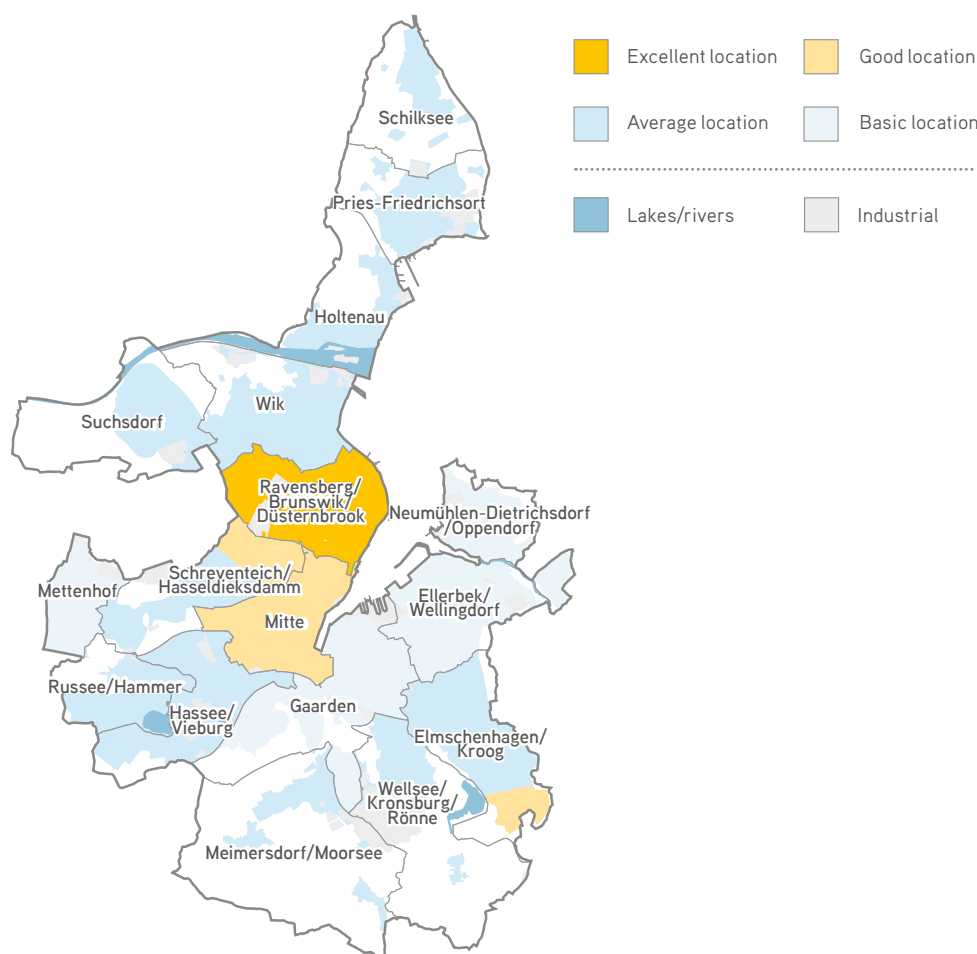 Excellent location
Good location
Average location
Basic location
Lakes/rivers
Industrial
Schilksee
Pries-Friedrichsort
Holtenau
Wik
Suchsdorf
Ravensberg/
Brunswik/
Düsternbrook
Neumühlen-Dietrichsdorf
/Oppendorf
Schreventeich/
Hasseldieksdamm
Mettenhof
Ellerbek/
Wellingdorf
Mitte
Russee/Hammer
Hassee/
Vieburg
Gaarden
Elmschenhagen/
Kroog
Wellsee/
Kronsburg/
Rönne
Meimersdorf/Moorsee